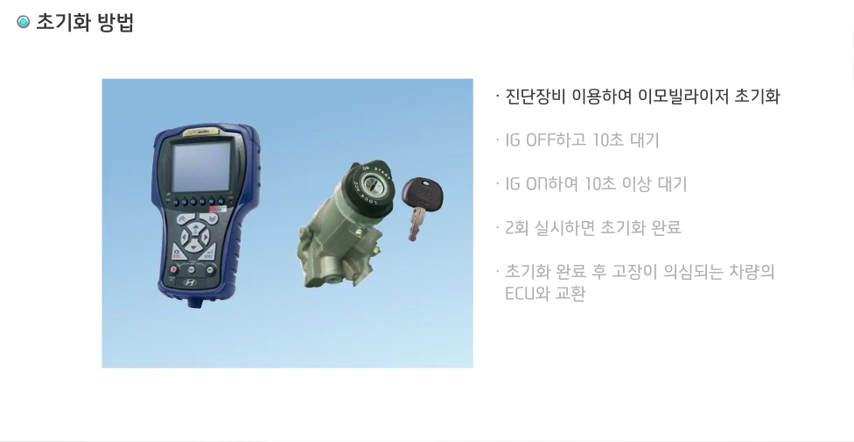 초기화 방법
· 진단장비 이용하여 이모빌라이저 초기화
· IG OFF하고 10초 대기
· IG ON하여 10초 이상 대기
· 2회 실시하면 초기화 완료
· 초기화 완료 후 고장이 의심되는 차량의
ECU와 교환
LOCK ACC ON START